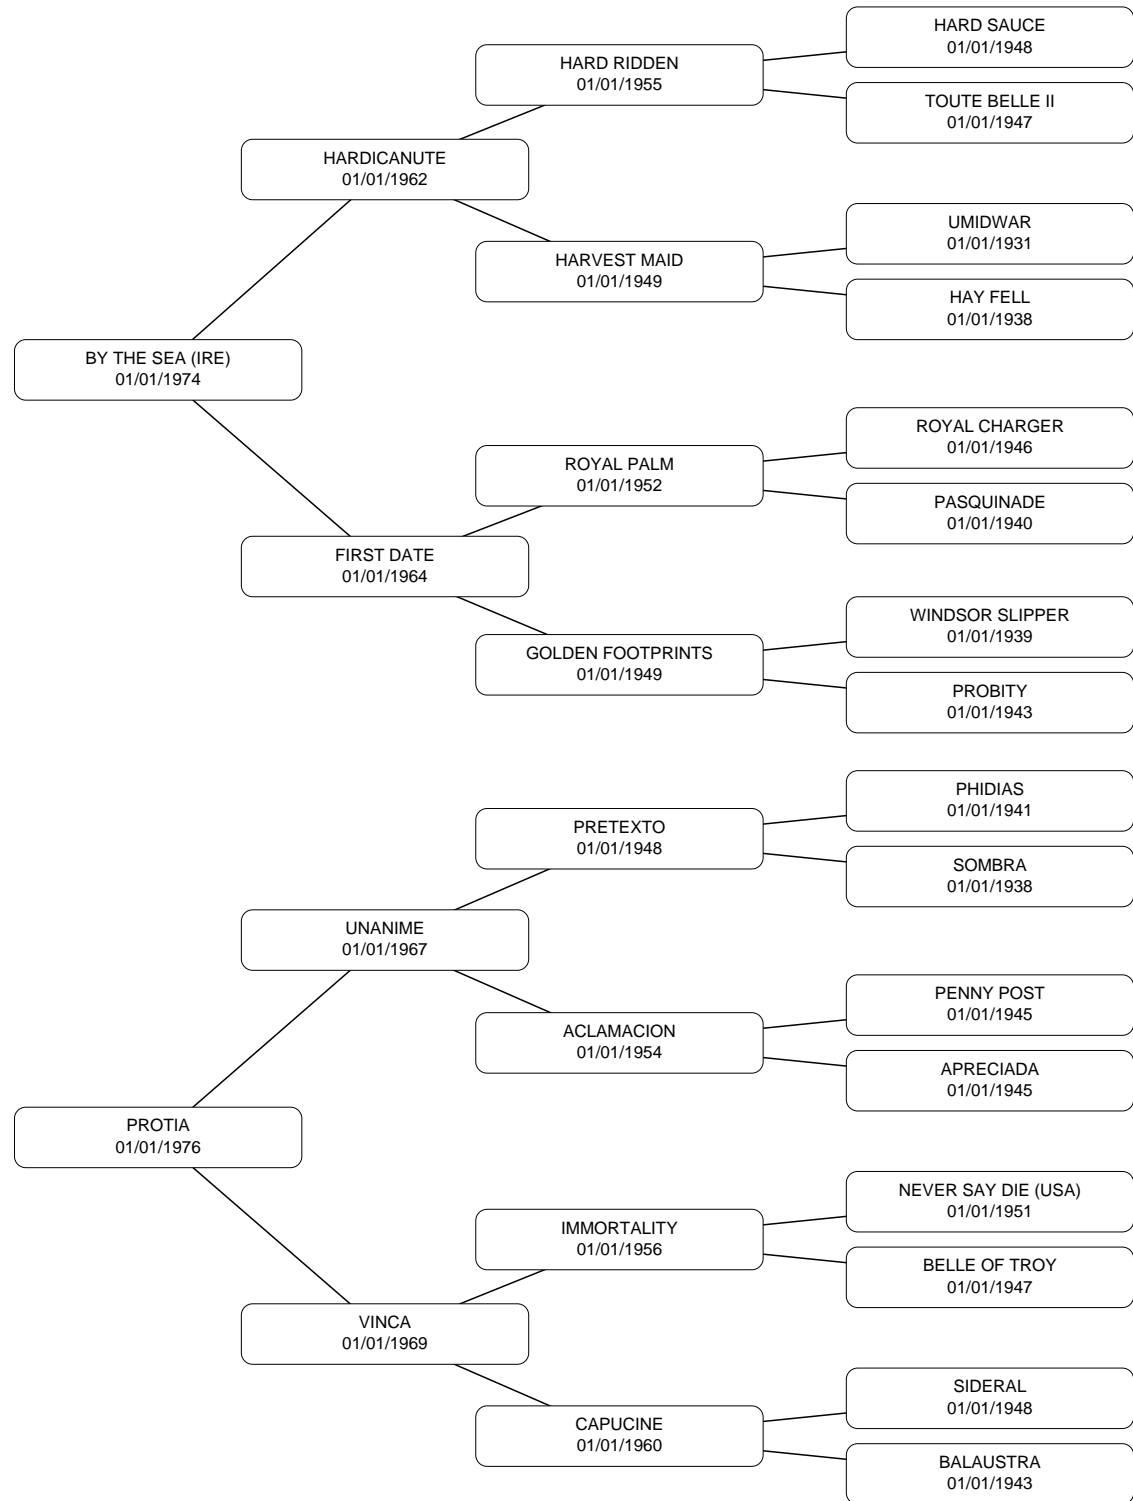 HARD SAUCE
01/01/1948
HARD RIDDEN
01/01/1955
TOUTE BELLE II
01/01/1947
HARDICANUTE
01/01/1962
UMIDWAR
01/01/1931
HARVEST MAID
01/01/1949
HAY FELL
01/01/1938
BY THE SEA (IRE)
01/01/1974
ROYAL CHARGER
01/01/1946
ROYAL PALM
01/01/1952
PASQUINADE
01/01/1940
FIRST DATE
01/01/1964
WINDSOR SLIPPER
01/01/1939
GOLDEN FOOTPRINTS
01/01/1949
PROBITY
01/01/1943
PHIDIAS
01/01/1941
PRETEXTO
01/01/1948
SOMBRA
01/01/1938
UNANIME
01/01/1967
PENNY POST
01/01/1945
ACLAMACION
01/01/1954
APRECIADA
01/01/1945
PROTIA
01/01/1976
NEVER SAY DIE (USA)
01/01/1951
IMMORTALITY
01/01/1956
BELLE OF TROY
01/01/1947
VINCA
01/01/1969
SIDERAL
01/01/1948
CAPUCINE
01/01/1960
BALAUSTRA
01/01/1943